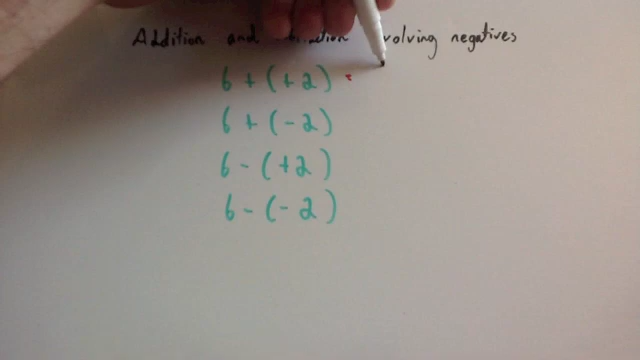 Addition and negatives
6 + (+2)
6 + (-2)
6 - (+2)
6 - (-2)